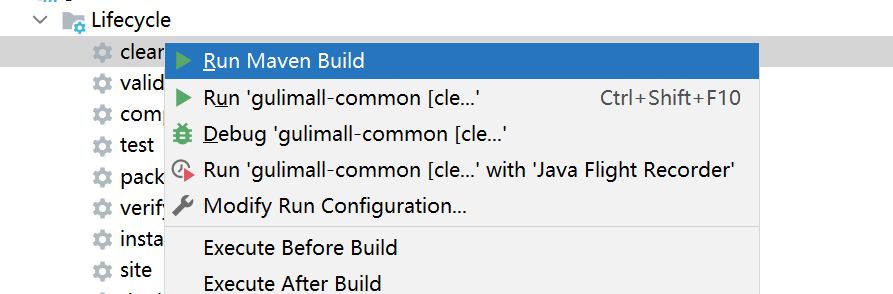 Lifecycle
clear
Run Maven Build
valid
Run 'gulimall-common [cle...' Ctrl+Shift+F10
comp
Debug 'gulimall-common [cle...'
test
pack
Run 'gulimall-common [cle...' with 'Java Flight Recorder'
verify
Modify Run Configuration...
insta
Execute Before Build
site
Execute After Build